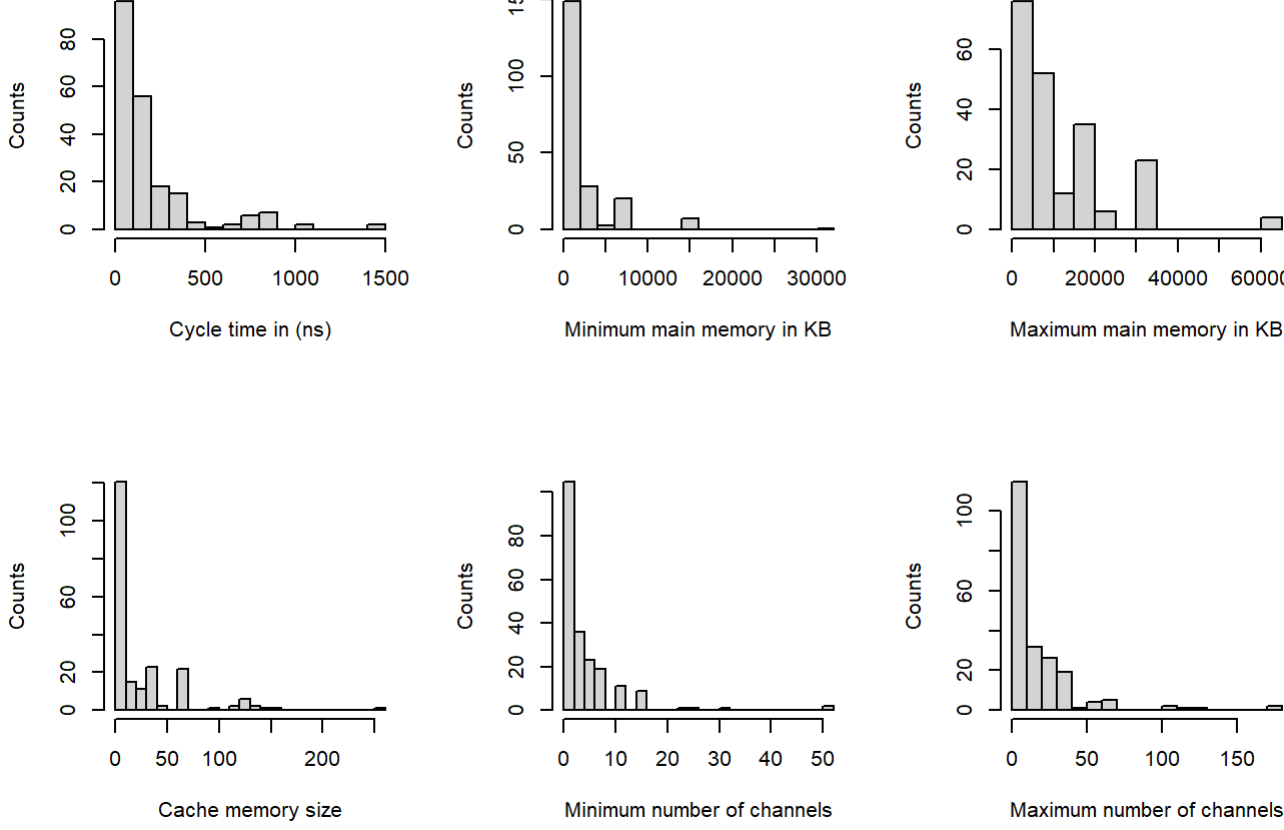 Counts
0 20 40 60 80
0 500 1000 1500
Cycle time in (ns)
Counts
0 50 100
0 10000 20000 30000
Minimum main memory in KB
Counts
0 20 40 60
0 20000 40000
Maximum main memory in KB
Counts
0 20 60 100
0 50 100 200
Cache memory size
Counts
0 20 40 60 80
0 10 20 30 40 50
Minimum number of channels
Counts
0 20 60 100
0 50 100 150
Maximum number of channels